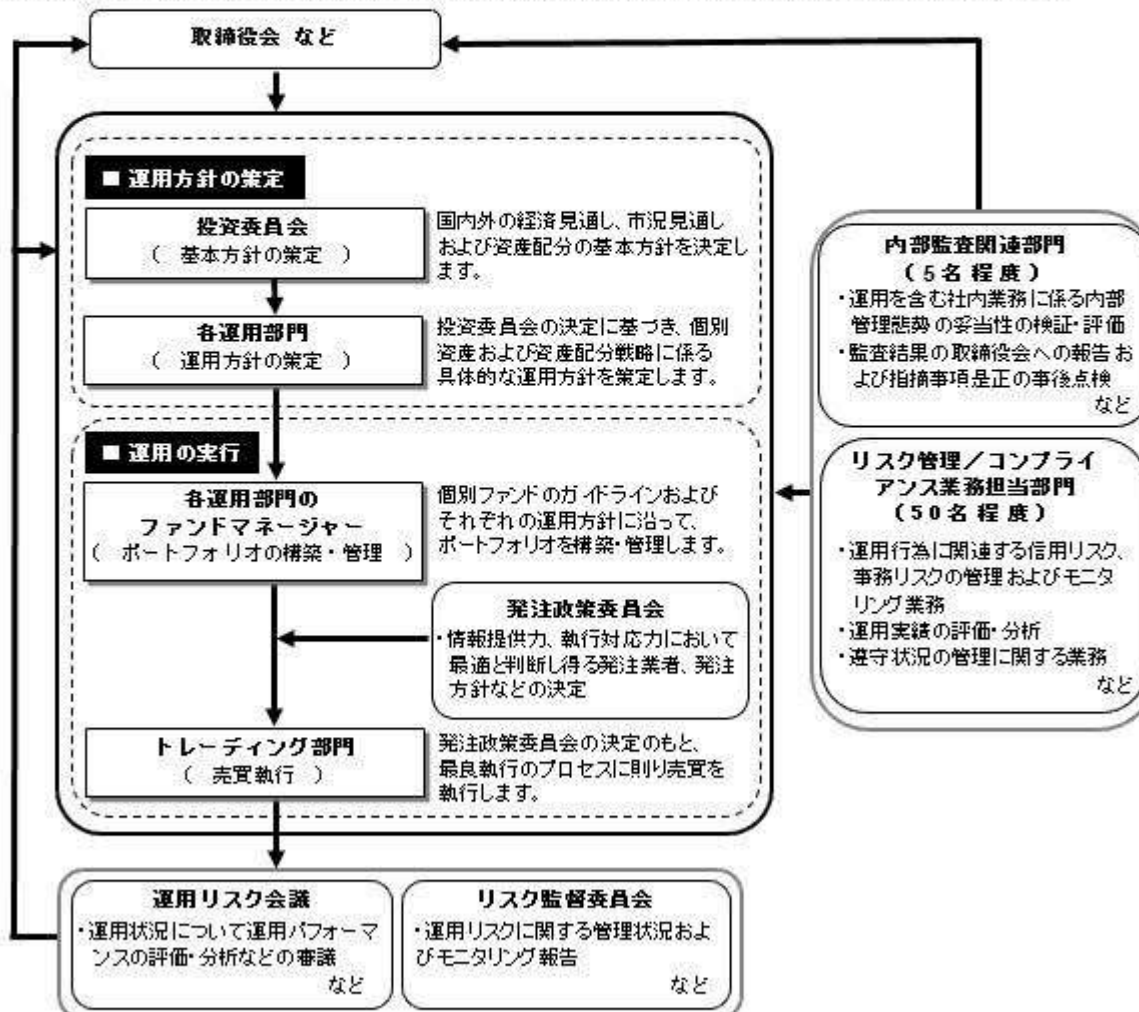 取締役会 など
■ 運用方針の策定
投資委員会
（ 基本方針の策定 ）
国内外の経済見通し、市況見通し
および資産配分の基本方針を決定し
ます。
各運用部門
（ 運用方針の策定 ）
投資委員会の決定に基づき、個別
資産および資産配分戦略に係る
具体的な運用方針を策定します。
■ 運用の実行
各運用部門の
ファンドマネージャー
（ ポートフォリオの構築・管理 ）
個別ファンドのガイドラインおよび
それぞれの運用方針に沿って、
ポートフォリオを構築・管理します。
発注政策委員会
・情報提供力、執行対応力において
最適と判断し得る発注業者、発注
方針などの決定
トレーディング部門
（ 売買執行 ）
発注政策委員会の決定のもと、
最良執行のプロセスに則り売買を
執行します。
内部監査関連部門
（5名程度）
・運用を含む社内業務に係る内部
管理態勢の妥当性の検証・評価
・監査結果の取締役会への報告お
よび指摘事項是正の事後点検
など
リスク管理／コンプライ
アンス業務担当部門
（50名程度）
・運用行為に関連する信用リスク、
事務リスクの管理およびモニタ
リング業務
・運用実績の評価・分析
・遵守状況の管理に関する業務
など
運用リスク会議
・運用状況について運用パフォーマ
ンスの評価・分析などの審議
など
リスク監督委員会
・運用リスクに関する管理状況およ
びモニタリング報告
など